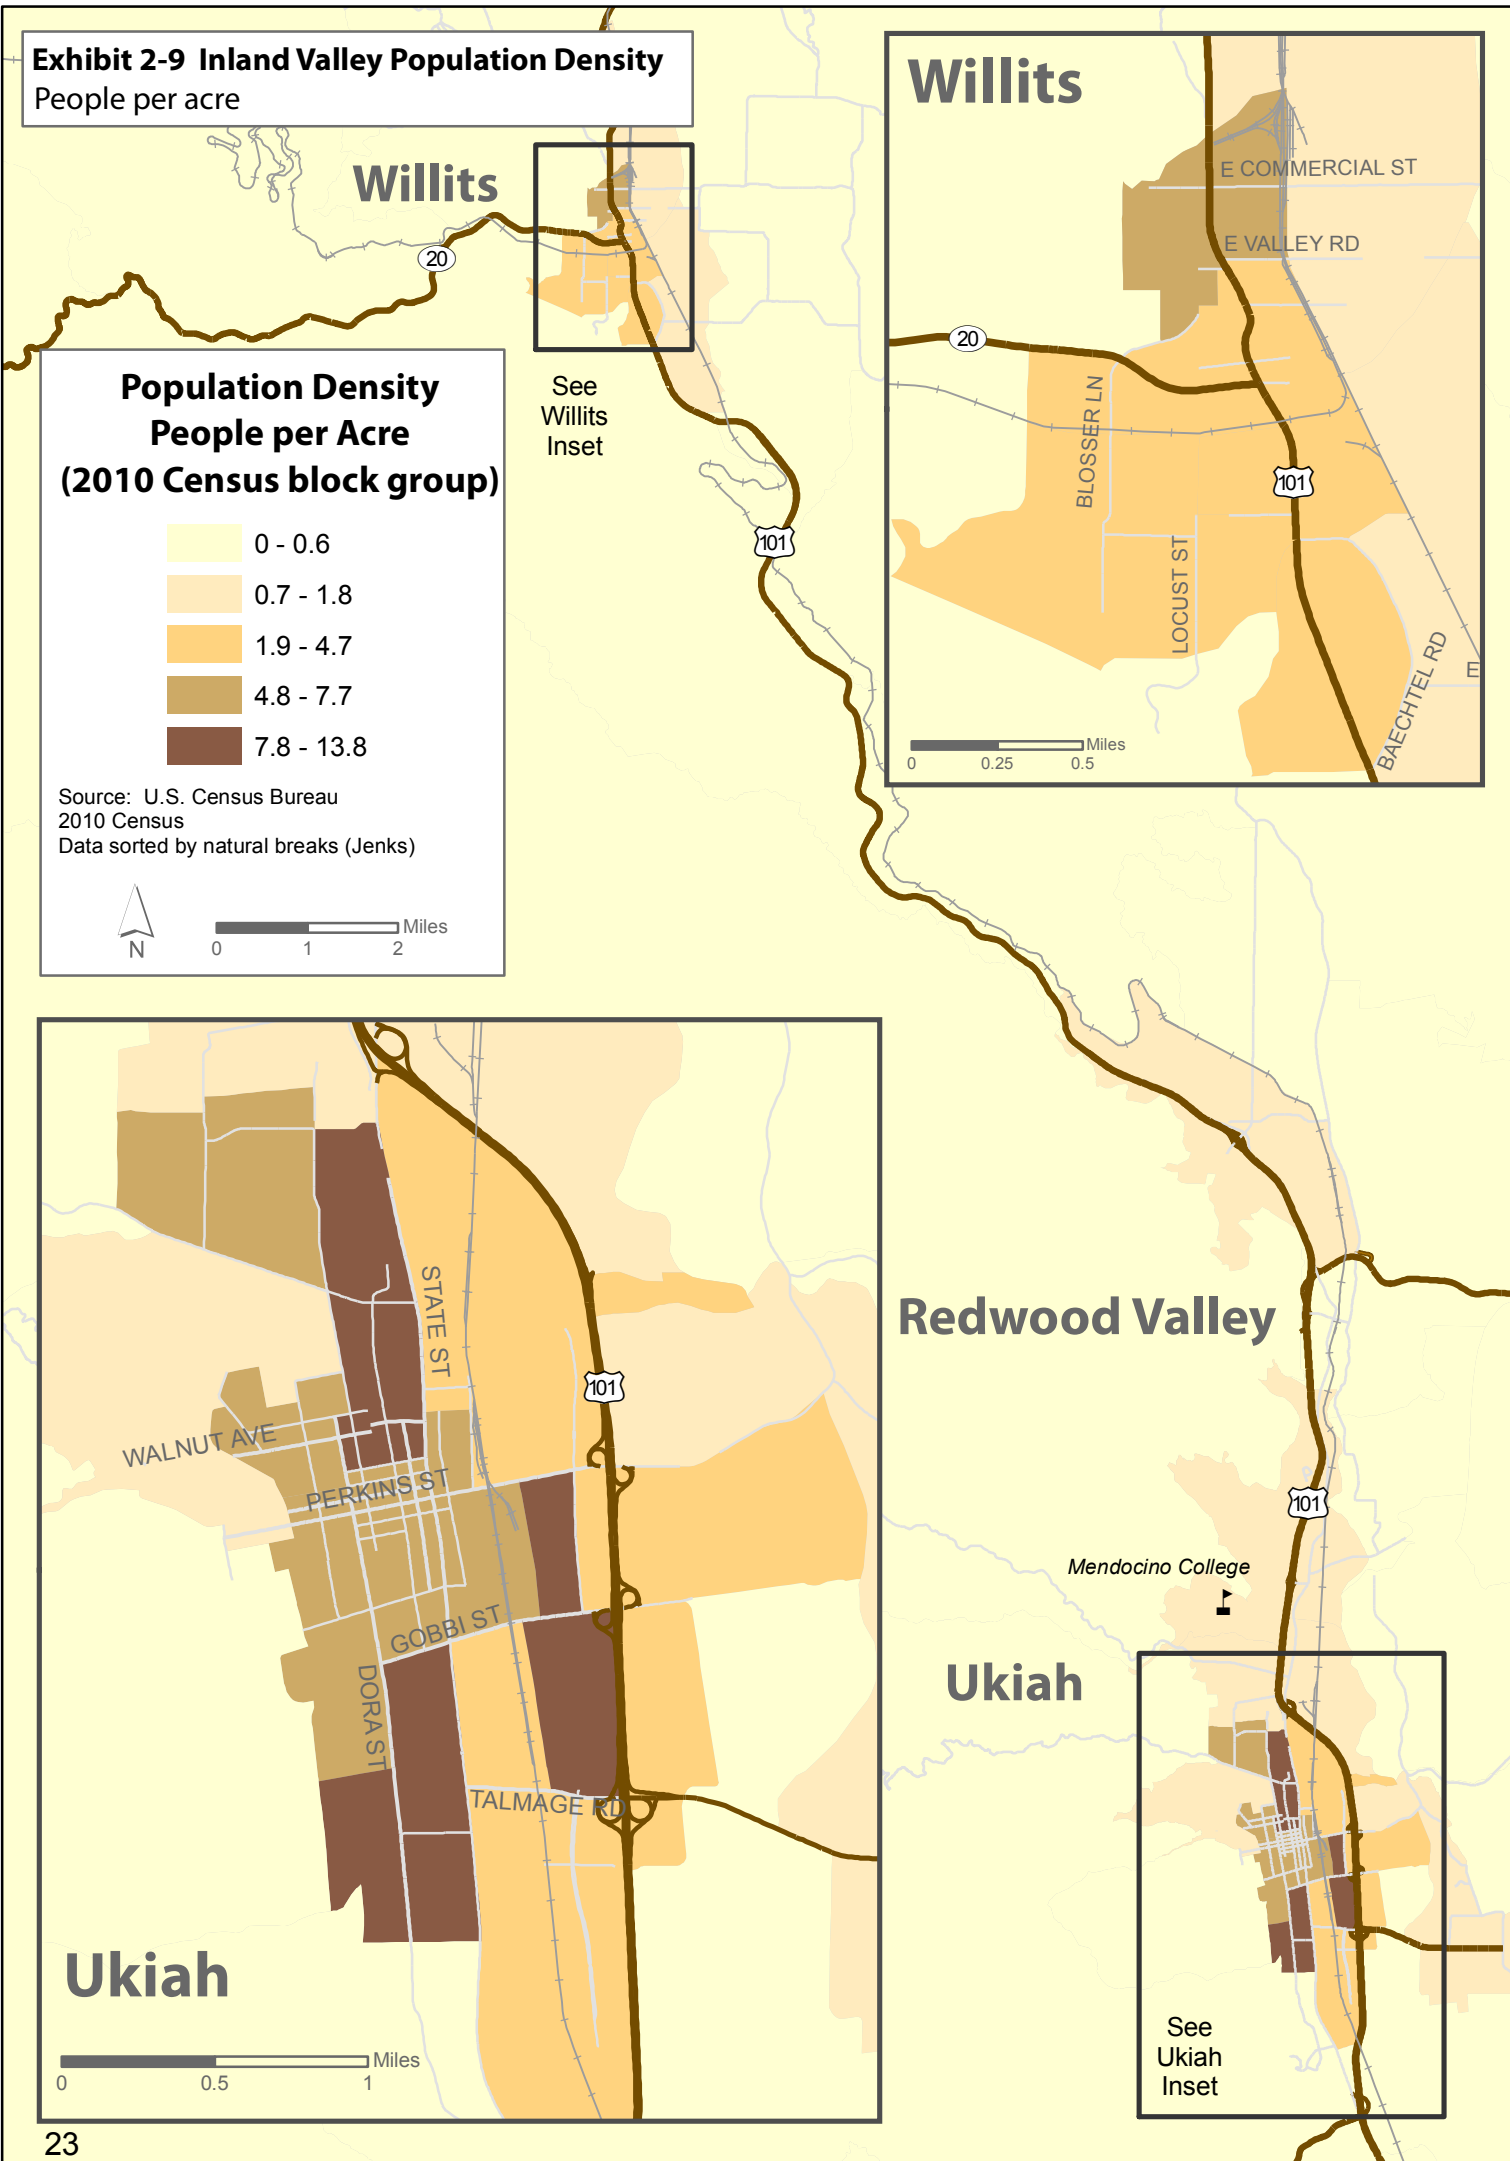 Exhibit 2-9 Inland Valley Population Density
People per acre
Willits
20
See
Willits
Inset
101
Population Density
People per Acre
(2010 Census block group)
0 - 0.6
0.7 - 1.8
1.9 - 4.7
4.8 - 7.7
7.8 - 13.8
Source: U.S. Census Bureau
2010 Census
Data sorted by natural breaks (Jenks)
N
Miles
0 1 2
Willits
E COMMERCIAL ST
E VALLEY RD
20
BLOSSER LN
101
LOCUST ST
BAECHTEL RD
E
Miles
0 0.25 0.5
STATE ST
101
WALNUT AVE
PERKINS ST
GOBBI ST
DORA ST
TALMAGE RD
Ukiah
Miles
0 0.5 1
Redwood Valley
101
Mendocino College
Ukiah
See
Ukiah
Inset
23